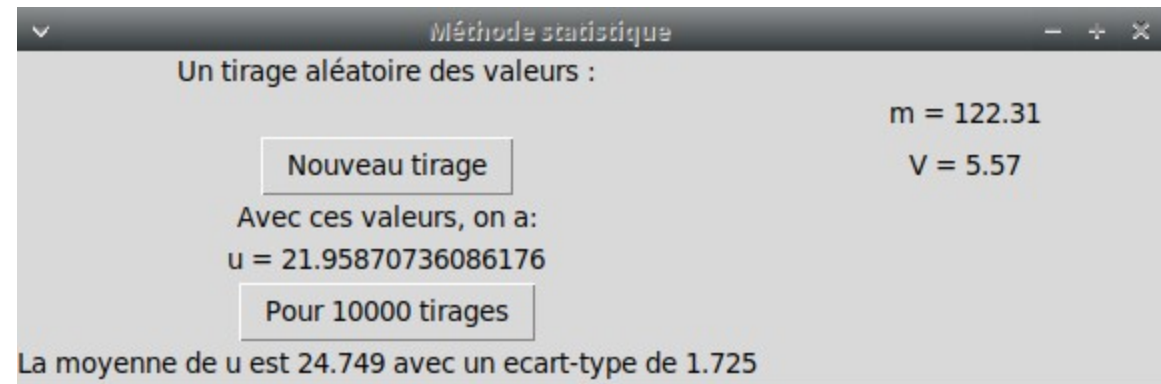 Méthode statistique
Un tirage aléatoire des valeurs :
m = 122.31
Nouveau tirage
V = 5.57
Avec ces valeurs, on a:
u = 21.95870736086176
Pour 10000 tirages
La moyenne de u est 24.749 avec un ecart-type de 1.725